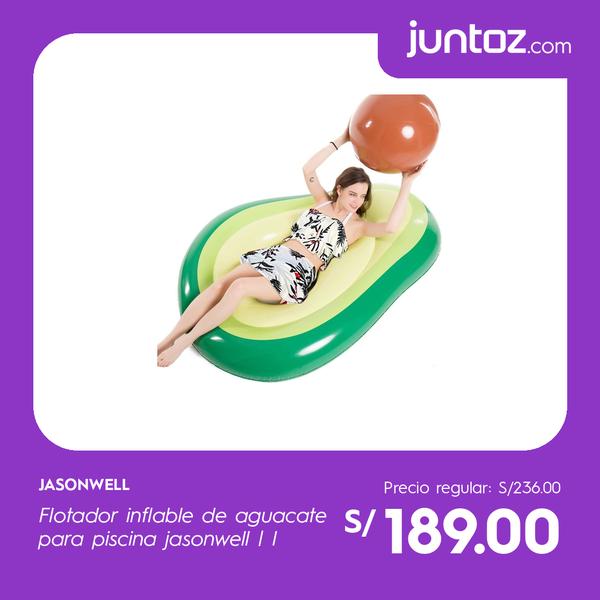 juntoz.com
JASONWELL
Flotador inflable de aguacate
para piscina jasonwell | |
Precio regular: S/236.00
S/189.00